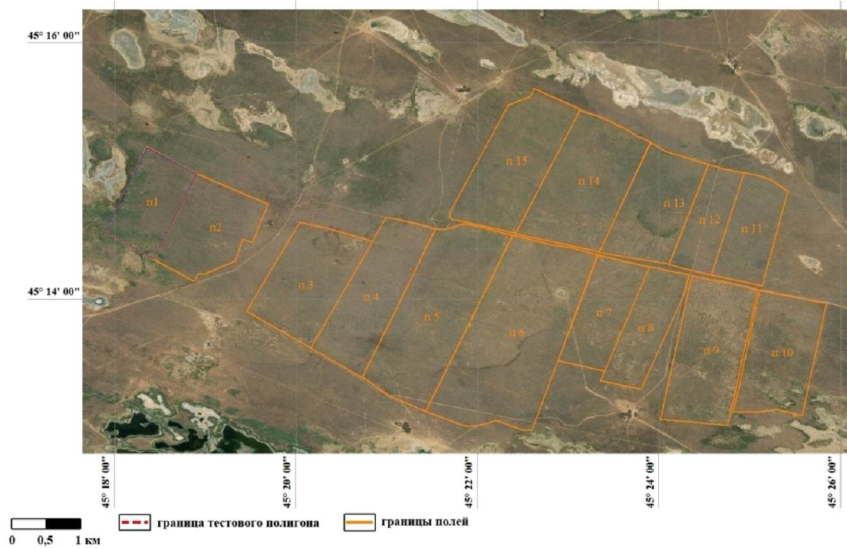 45° 16' 00"
п 15
п 14
п1
п 13
п2
п 12
п 11
п 3
45° 14' 00"
п 4
п 5
п 7
п 6
п 8
п 9
п 10
45° 18' 00"
45° 20' 00"
45° 22' 00"
45° 24' 00"
45° 26' 00"
граница тестового полигона
границы полей
0 0,5 1 км